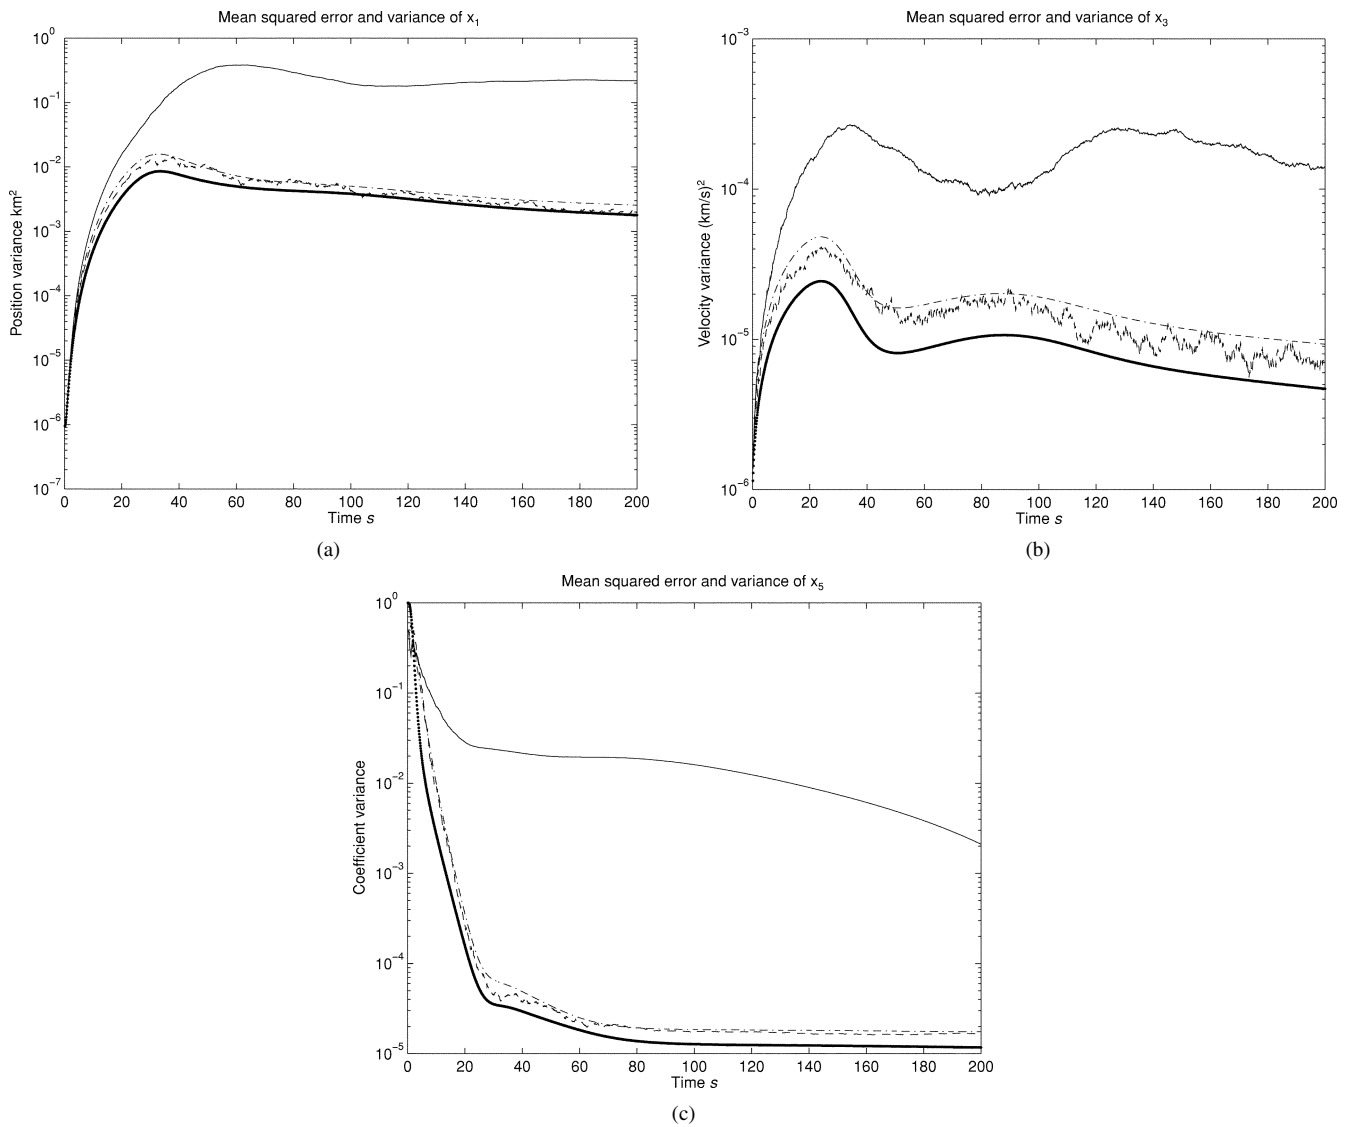 Mean squared error and variance of x₁
10⁰
10⁻¹
10⁻²
10⁻³
10⁻⁴
10⁻⁵
10⁻⁶
10⁻⁷
Position variance km²
0 20 40 60 80 100 120 140 160 180 200
Time s
(a)
Mean squared error and variance of x₃
10⁻³
10⁻⁴
10⁻⁵
10⁻⁶
Velocity variance (km/s)²
0 20 40 60 80 100 120 140 160 180 200
Time s
(b)
Mean squared error and variance of x₅
10⁰
10⁻¹
10⁻²
10⁻³
10⁻⁴
10⁻⁵
Coefficient variance
0 20 40 60 80 100 120 140 160 180 200
Time s
(c)